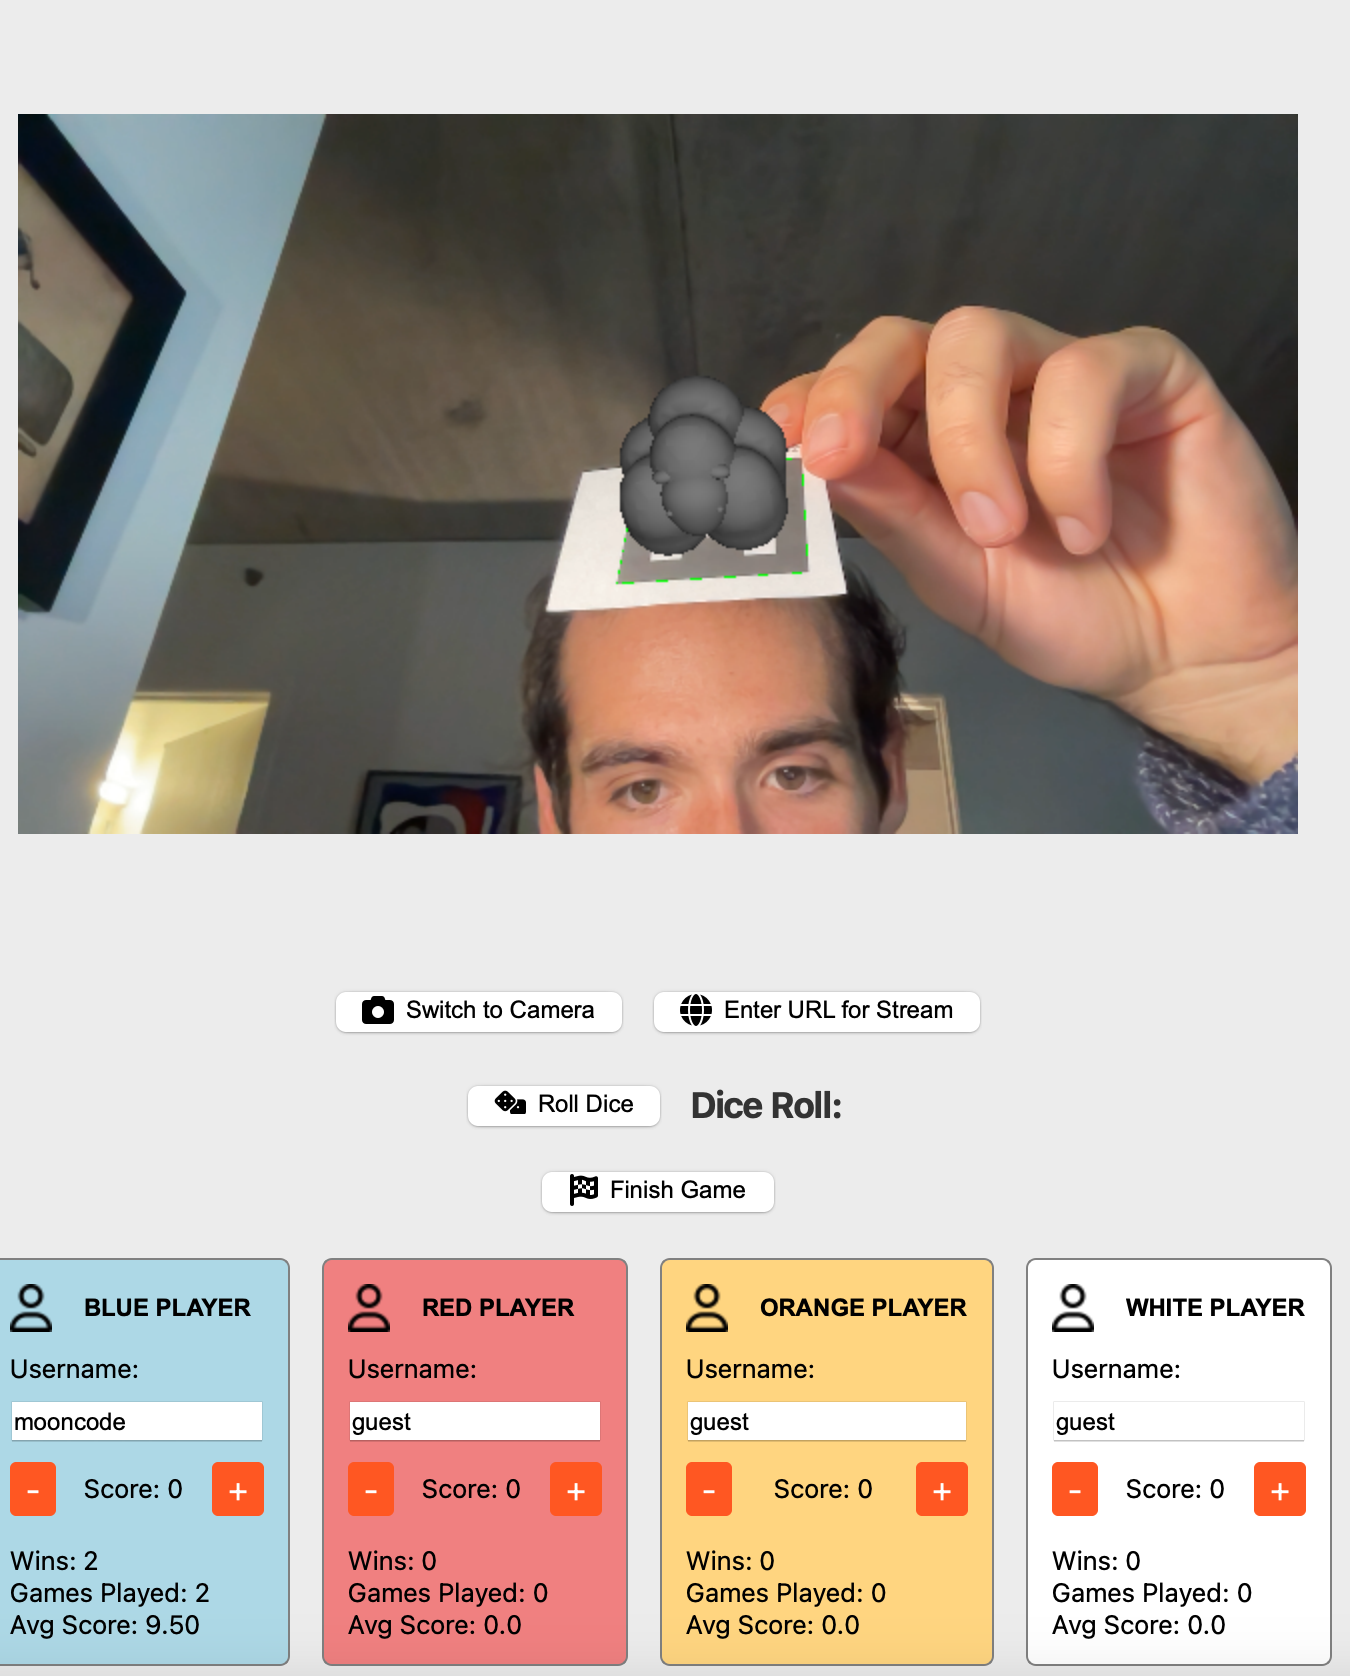 Switch to Camera
Enter URL for Stream
Roll Dice
Dice Roll:
Finish Game
BLUE PLAYER
Username:
mooncode
-
Score: 0
+
Wins: 2
Games Played: 2
Avg Score: 9.50
RED PLAYER
Username:
guest
-
Score: 0
+
Wins: 0
Games Played: 0
Avg Score: 0.0
ORANGE PLAYER
Username:
guest
-
Score: 0
+
Wins: 0
Games Played: 0
Avg Score: 0.0
WHITE PLAYER
Username:
guest
-
Score: 0
+
Wins: 0
Games Played: 0
Avg Score: 0.0